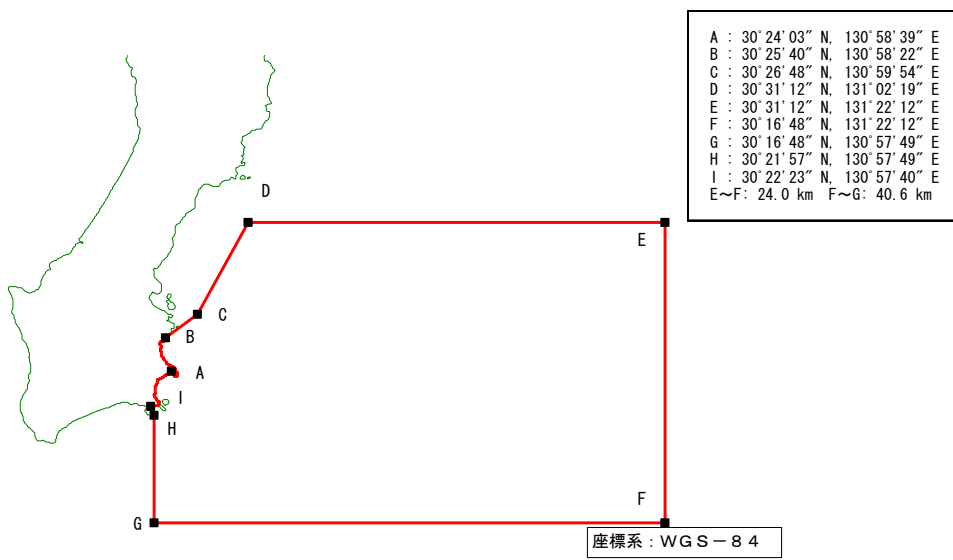 A : 30°24'03" N, 130°58'39" E
B : 30°25'40" N, 130°58'22" E
C : 30°26'48" N, 130°59'54" E
D : 30°31'12" N, 131°02'19" E
E : 30°31'12" N, 131°22'12" E
F : 30°16'48" N, 131°22'12" E
G : 30°16'48" N, 130°57'49" E
H : 30°21'57" N, 130°57'49" E
I : 30°22'23" N, 130°57'40" E
E～F: 24.0 km F～G: 40.6 km
D
E
C
B
A
I
H
F
G
座標系：ＷＧＳ－８４